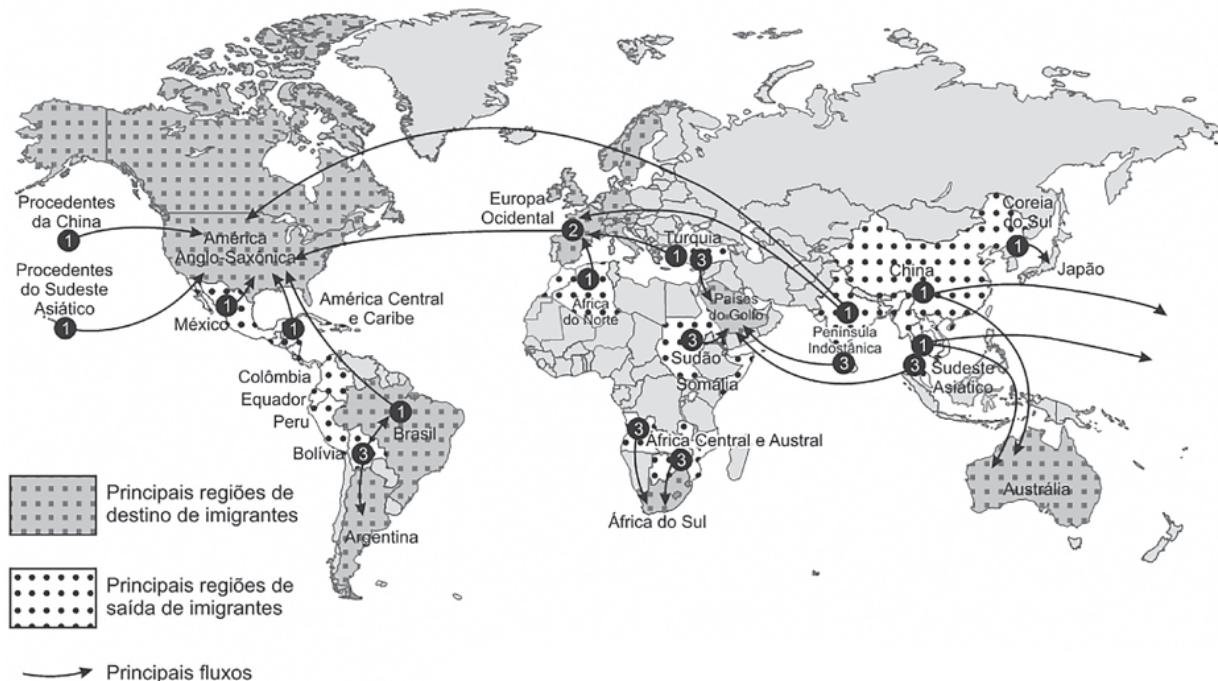 Procedentes
da China
1
Procedentes
do Sudeste
Asiático
1
América
Anglo-Saxônica
México
1
1
América Central
e Caribe
Colômbia
Equador
Peru
Bolívia
3
1
Brasil
Argentina
Europa
Ocidental
2
Turquia
1
3
1
África
do Norte
Países
do Golfo
3
Sudão
Somália
3
África Central e Austral
3
África do Sul
1
Península
Indostânica
3
China
1
1
3
Sudeste
Asiático
Coreia
do Sul
1
Japão
Austrália
Principais regiões de
destino de imigrantes
Principais regiões de
saída de imigrantes
Principais fluxos